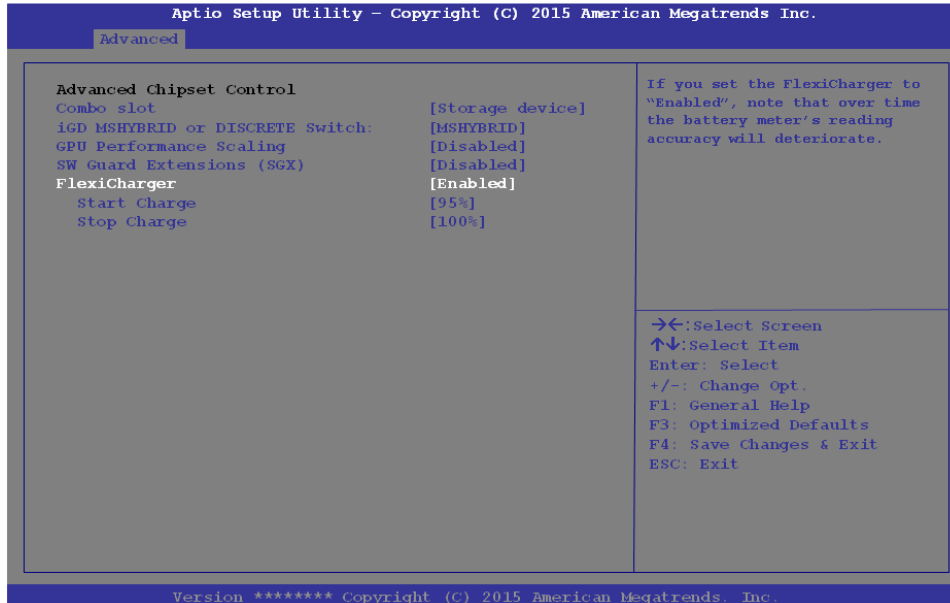 Aptio Setup Utility – Copyright (C) 2015 American Megatrends Inc.
Advanced
Advanced Chipset Control
Combo slot [Storage device]
iGD MSHYBRID or DISCRETE Switch: [MSHYBRID]
GPU Performance Scaling [Disabled]
SW Guard Extensions (SGX) [Disabled]
FlexiCharger [Enabled]
Start Charge [95%]
Stop Charge [100%]
If you set the FlexiCharger to
“Enabled”, note that over time
the battery meter’s reading
accuracy will deteriorate.
→←:Select Screen
↑↓:Select Item
Enter: Select
+/-: Change Opt.
F1: General Help
F3: Optimized Defaults
F4: Save Changes & Exit
ESC: Exit
Version ******** Copyright (C) 2015 American Megatrends. Inc.